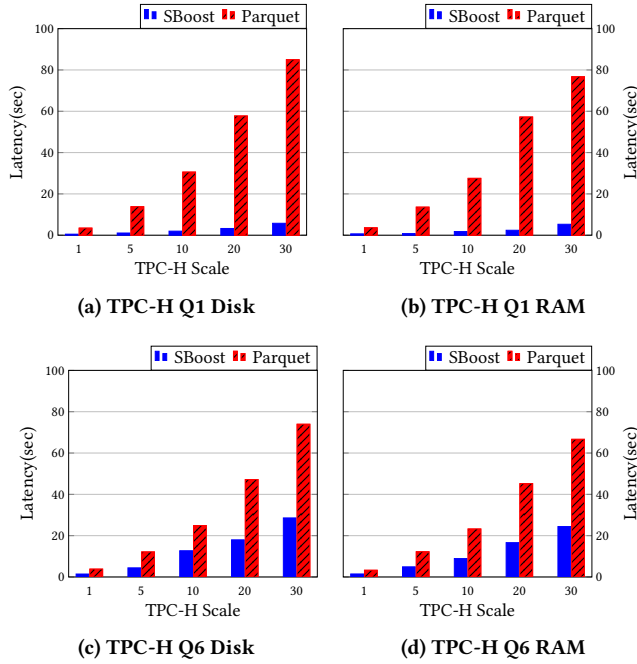 SBoost Parquet
SBoost Parquet
100
80
60
40
20
0
Latency(sec)
1 5 10 20 30
TPC-H Scale
100
80
60
40
20
0
Latency(sec)
1 5 10 20 30
TPC-H Scale
(a) TPC-H Q1 Disk
(b) TPC-H Q1 RAM
SBoost Parquet
SBoost Parquet
100
80
60
40
20
0
Latency(sec)
1 5 10 20 30
TPC-H Scale
100
80
60
40
20
0
Latency(sec)
1 5 10 20 30
TPC-H Scale
(c) TPC-H Q6 Disk
(d) TPC-H Q6 RAM